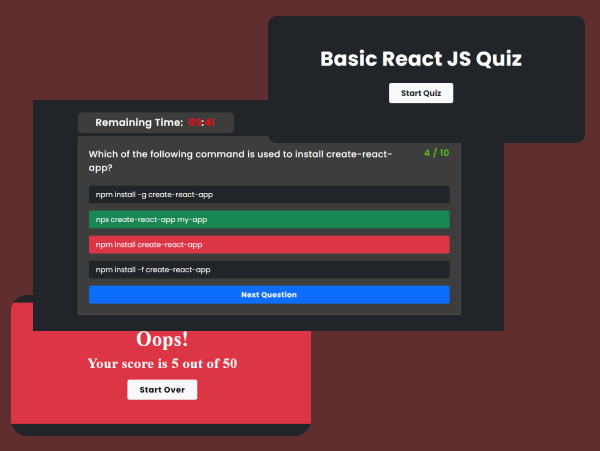 Basic React JS Quiz
Start Quiz
Remaining Time: 09:41
Which of the following command is used to install create-react-
app?
4 / 10
npm install -g create-react-app
npx create-react-app my-app
npm install create-react-app
npm install -f create-react-app
Next Question
Oops!
Your score is 5 out of 50
Start Over